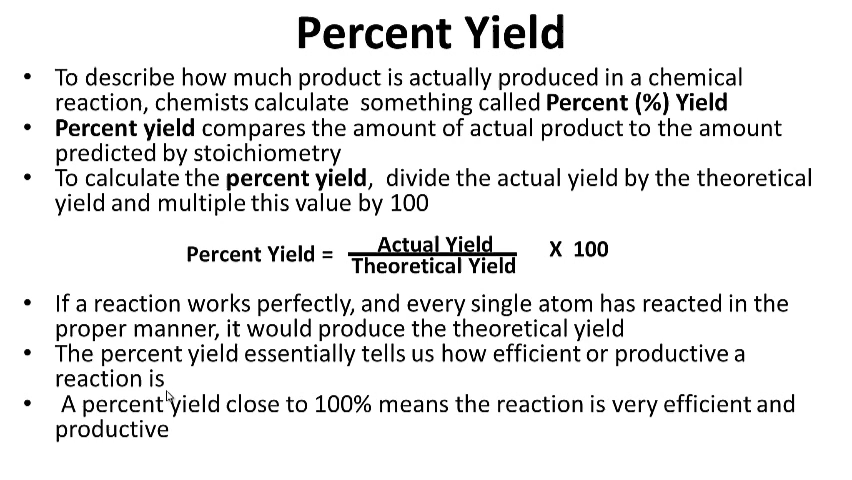 Percent Yield
• To describe how much product is actually produced in a chemical
reaction, chemists calculate something called Percent (%) Yield
• Percent yield compares the amount of actual product to the amount
predicted by stoichiometry
• To calculate the percent yield, divide the actual yield by the theoretical
yield and multiple this value by 100
Percent Yield = Actual Yield X 100
Theoretical Yield
• If a reaction works perfectly, and every single atom has reacted in the
proper manner, it would produce the theoretical yield
• The percent yield essentially tells us how efficient or productive a
reaction is
• A percent yield close to 100% means the reaction is very efficient and
productive